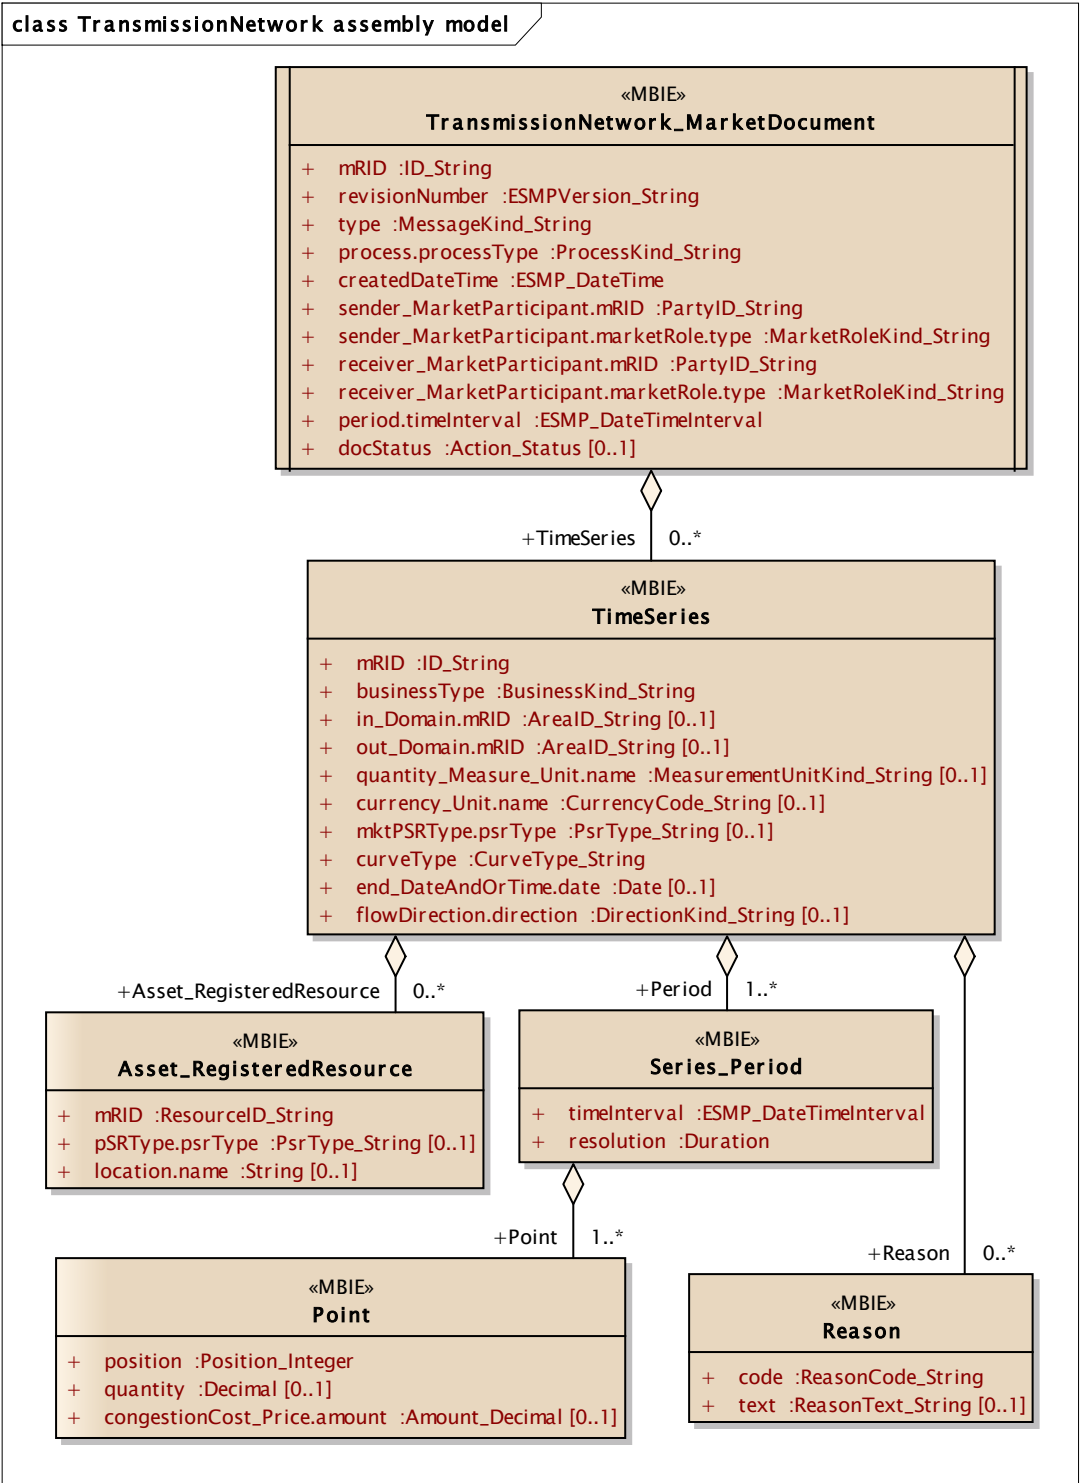 class TransmissionNetwork assembly model
«MBIE»
TransmissionNetwork_MarketDocument
+ mRID :ID_String
+ revisionNumber :ESMPVersion_String
+ type :MessageKind_String
+ process.processType :ProcessKind_String
+ createdDateTime :ESMP_DateTime
+ sender_MarketParticipant.mRID :PartyID_String
+ sender_MarketParticipant.marketRole.type :MarketRoleKind_String
+ receiver_MarketParticipant.mRID :PartyID_String
+ receiver_MarketParticipant.marketRole.type :MarketRoleKind_String
+ period.timeInterval :ESMP_DateTimeInterval
+ docStatus :Action_Status [0..1]
+TimeSeries 0..*
«MBIE»
TimeSeries
+ mRID :ID_String
+ businessType :BusinessKind_String
+ in_Domain.mRID :AreaID_String [0..1]
+ out_Domain.mRID :AreaID_String [0..1]
+ quantity_Measure_Unit.name :MeasurementUnitKind_String [0..1]
+ currency_Unit.name :CurrencyCode_String [0..1]
+ mktPSRType.psrType :PsrType_String [0..1]
+ curveType :CurveType_String
+ end_DateAndOrTime.date :Date [0..1]
+ flowDirection.direction :DirectionKind_String [0..1]
+Asset_RegisteredResource 0..*
+Period 1..*
«MBIE»
Asset_RegisteredResource
+ mRID :ResourceID_String
+ pSRType.psrType :PsrType_String [0..1]
+ location.name :String [0..1]
«MBIE»
Series_Period
+ timeInterval :ESMP_DateTimeInterval
+ resolution :Duration
+Point 1..*
+Reason 0..*
«MBIE»
Point
+ position :Position_Integer
+ quantity :Decimal [0..1]
+ congestionCost_Price.amount :Amount_Decimal [0..1]
«MBIE»
Reason
+ code :ReasonCode_String
+ text :ReasonText_String [0..1]